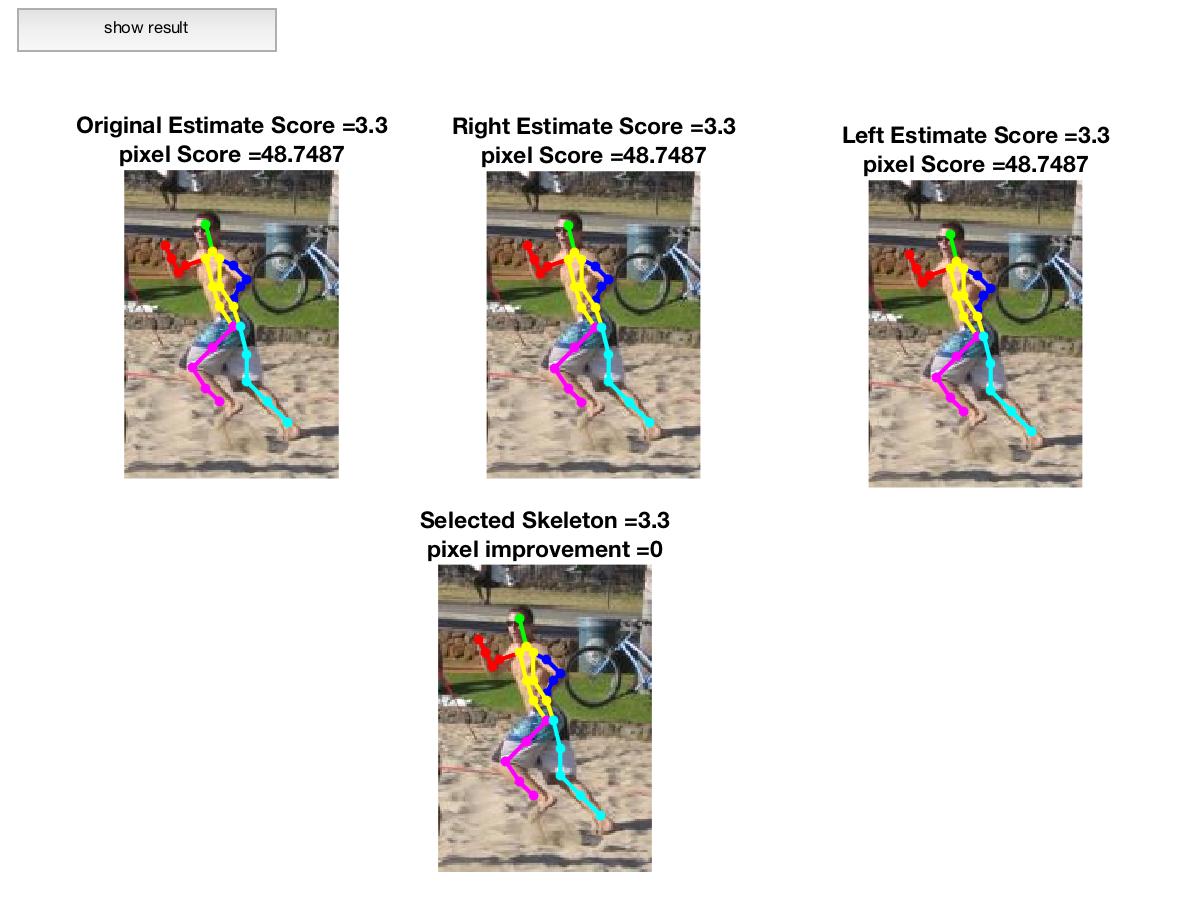 show result
Original Estimate Score =3.3
pixel Score =48.7487
Right Estimate Score =3.3
pixel Score =48.7487
Left Estimate Score =3.3
pixel Score =48.7487
Selected Skeleton =3.3
pixel improvement =0